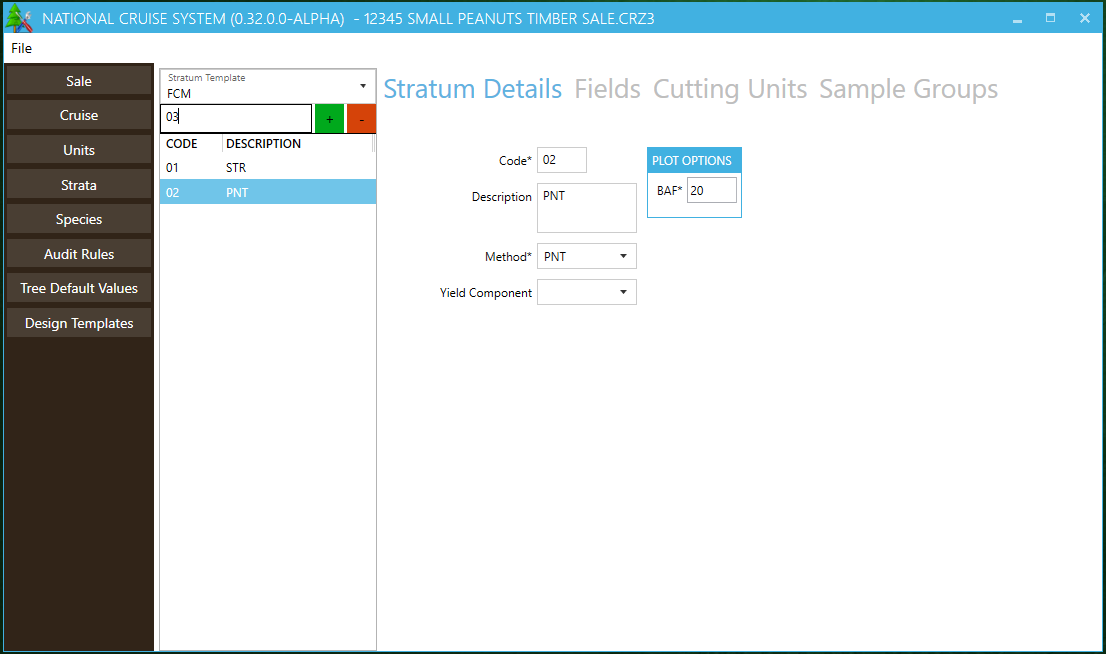 NATIONAL CRUISE SYSTEM (0.32.0.0-ALPHA) - 12345 SMALL PEANUTS TIMBER SALE.CRZ3
File
Sale
Cruise
Units
Strata
Species
Audit Rules
Tree Default Values
Design Templates
Stratum Template
FCM
03 + -
CODE DESCRIPTION
01 STR
02 PNT
Stratum Details Fields Cutting Units Sample Groups
Code* 02
Description PNT
Method* PNT
Yield Component
PLOT OPTIONS
BAF* 20